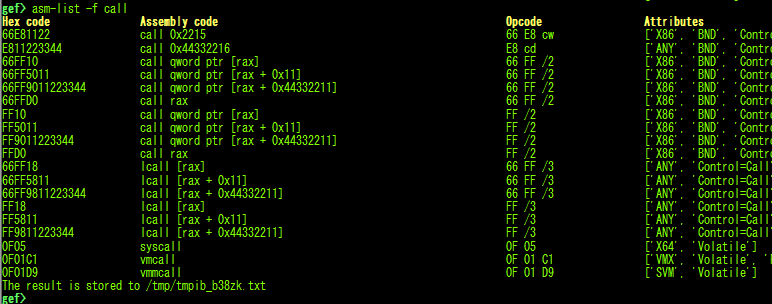 gef> asm-list -f call
Hex code Assembly code Opcode Attributes
66E81122 call 0x2215 66 E8 cw ['X86', 'BND', 'Contro
E811223344 call 0x44332216 E8 cd ['ANY', 'Control=Call
66FF10 call qword ptr [rax] 66 FF /2 ['X86', 'BND', 'Contro
66FF5011 call qword ptr [rax + 0x11] 66 FF /2 ['X86', 'BND', 'Contro
66FF9011223344 call qword ptr [rax + 0x44332211] 66 FF /2 ['X86', 'BND', 'Contro
66FFD0 call rax 66 FF /2 ['X86', 'BND', 'Contro
FF10 call qword ptr [rax] FF /2 ['X86', 'BND', 'Contro
FF5011 call qword ptr [rax + 0x11] FF /2 ['X86', 'BND', 'Contro
FF9011223344 call qword ptr [rax + 0x44332211] FF /2 ['X86', 'BND', 'Contro
FFD0 call rax FF /2 ['X86', 'BND', 'Contro
66FF18 lcall [rax] 66 FF /3 ['ANY', 'Control=Call
66FF5811 lcall [rax + 0x11] 66 FF /3 ['ANY', 'Control=Call
66FF9811223344 lcall [rax + 0x44332211] 66 FF /3 ['ANY', 'Control=Call
FF18 lcall [rax] FF /3 ['ANY', 'Control=Call
FF5811 lcall [rax + 0x11] FF /3 ['ANY', 'Control=Call
FF9811223344 lcall [rax + 0x44332211] FF /3 ['ANY', 'Control=Call
0F05 syscall 0F 05 ['X64', 'Volatile']
0F01C1 vmcall 0F 01 C1 ['VMX', 'Volatile', '
0F01D9 vmmcall 0F 01 D9 ['SVM', 'Volatile']
The result is stored to /tmp/tmpib_b38zk.txt
gef>